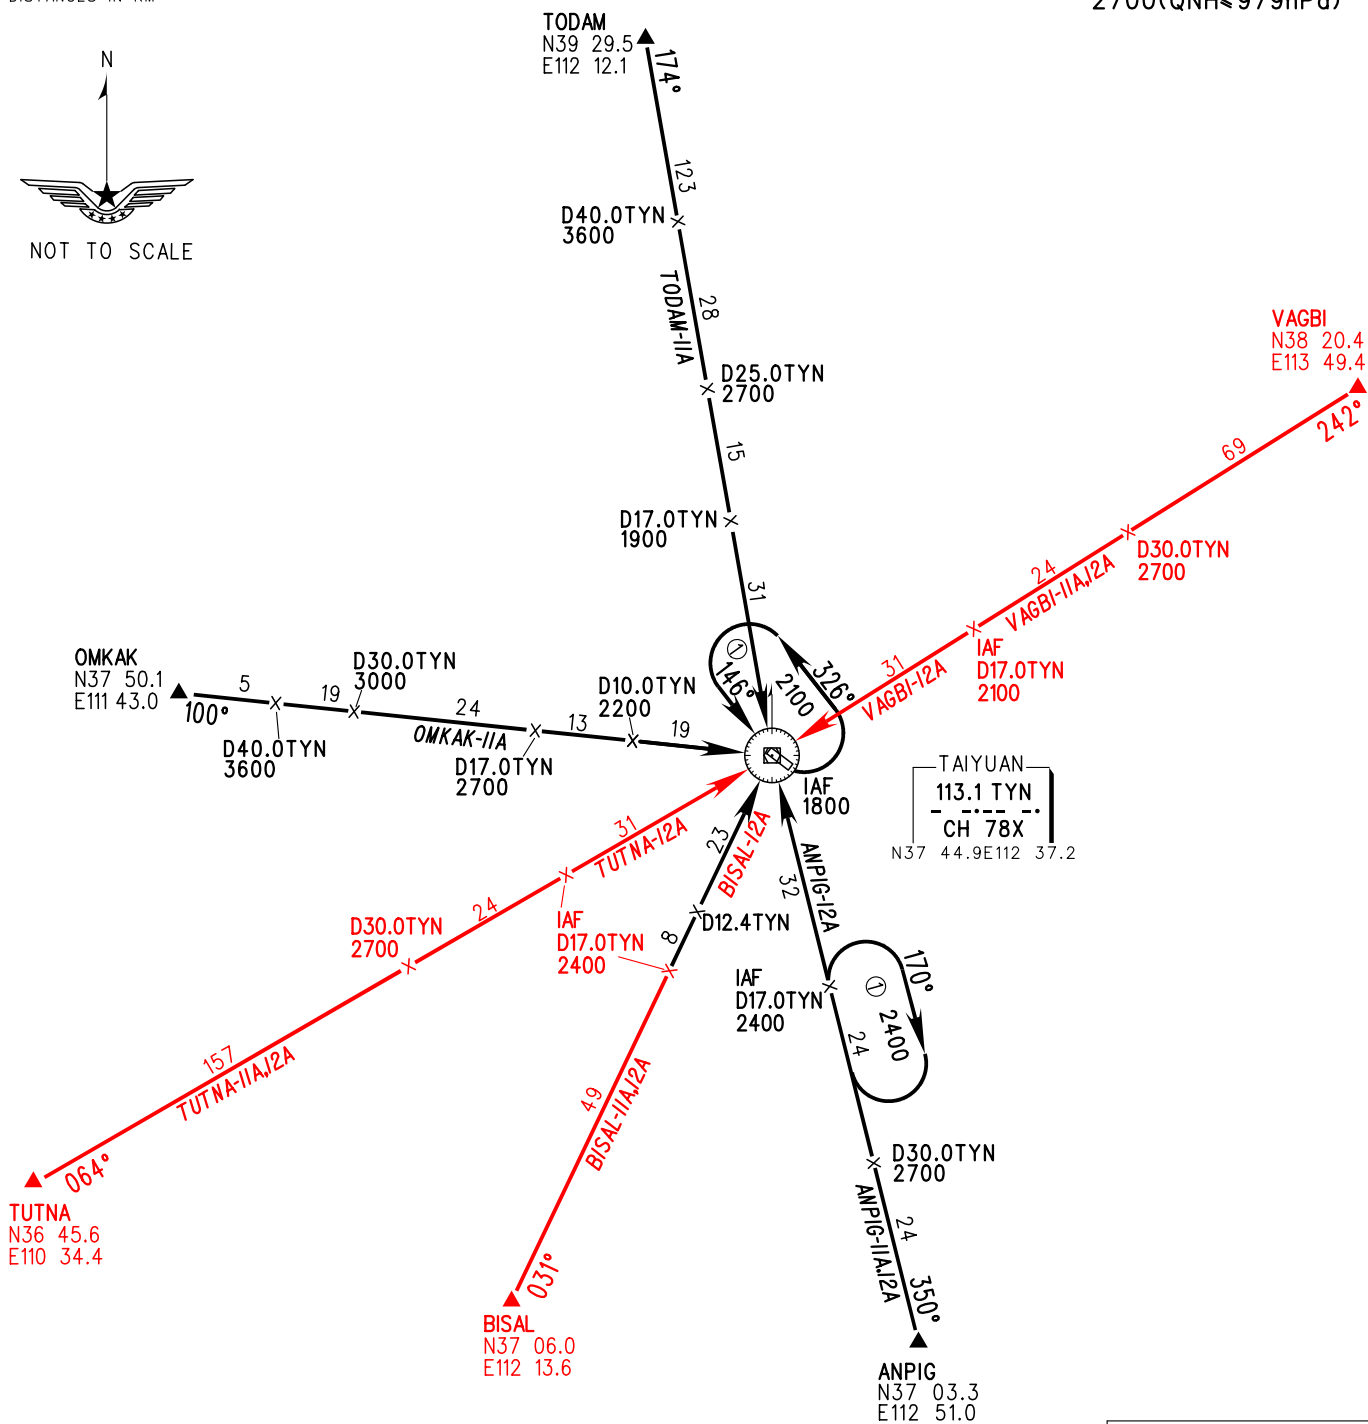 2700(QNH≤979hPa)
TODAM
N39 29.5
E112 12.1
174°
N
NOT TO SCALE
123
D40.0TYN
3600
TODAM-11A
28
VAGBI
N38 20.4
E113 49.4
242°
D25.0TYN
2700
15
69
D17.0TYN
1900
D30.0TYN
2700
24
VAGBI-11A,12A
31
IAF
D17.0TYN
2100
31
VAGBI-12A
① 146°
2100
326°
OMKAK
N37 50.1
E111 43.0
100°
5
D40.0TYN
3600
19
D30.0TYN
3000
24
OMKAK-11A
D17.0TYN
2700
13
D10.0TYN
2200
19
IAF
1800
TAIYUAN
113.1 TYN
- -·-- -·
CH 78X
N37 44.9E112 37.2
31
TUTNA-12A
23
BISAL-12A
ANPIG-12A
32
D30.0TYN
2700
24
IAF
D17.0TYN
2400
8
D12.4TYN
IAF
D17.0TYN
2400
170°
① 2400
24
157
TUTNA-11A,12A
49
BISAL-11A,12A
D30.0TYN
2700
064°
TUTNA
N36 45.6
E110 34.4
ANPIG-11A,12A
24
031°
350°
BISAL
N37 06.0
E112 13.6
ANPIG
N37 03.3
E112 51.0